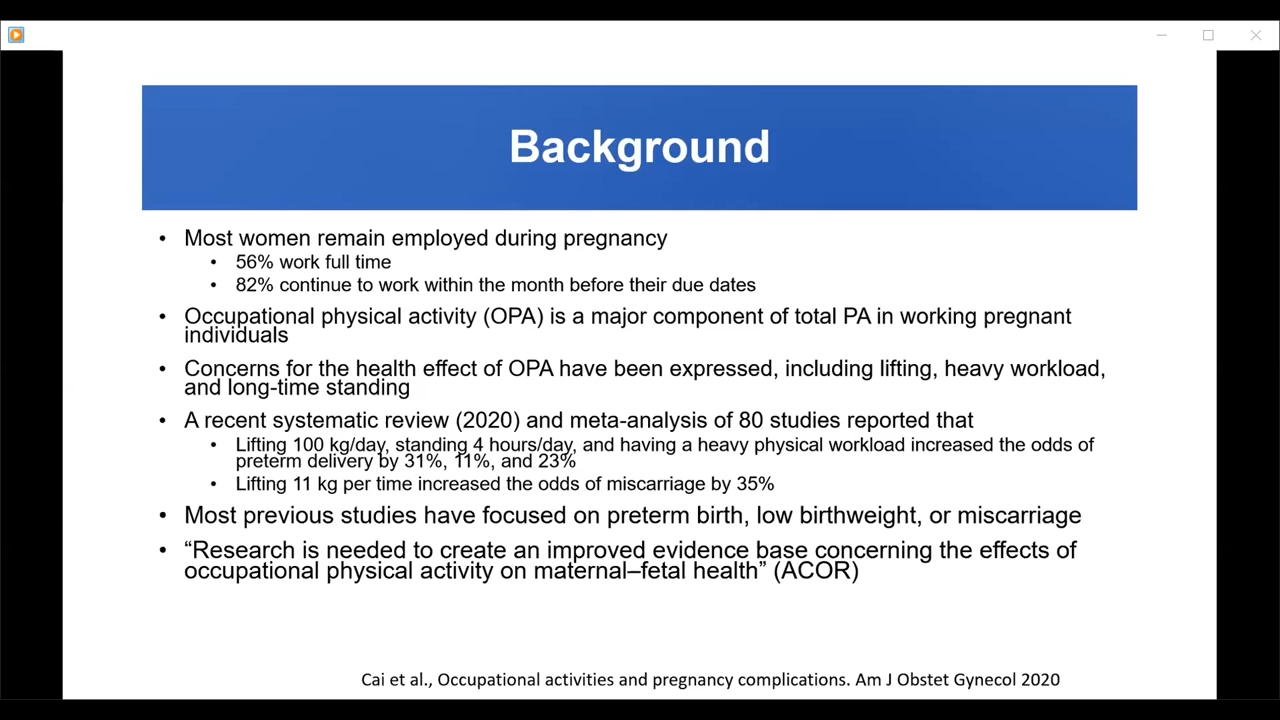 Background
• Most women remain employed during pregnancy
• 56% work full time
• 82% continue to work within the month before their due dates
• Occupational physical activity (OPA) is a major component of total PA in working pregnant
individuals
• Concerns for the health effect of OPA have been expressed, including lifting, heavy workload,
and long-time standing
• A recent systematic review (2020) and meta-analysis of 80 studies reported that
• Lifting 100 kg/day, standing 4 hours/day, and having a heavy physical workload increased the odds of
preterm delivery by 31%, 11%, and 23%
• Lifting 11 kg per time increased the odds of miscarriage by 35%
• Most previous studies have focused on preterm birth, low birthweight, or miscarriage
• “Research is needed to create an improved evidence base concerning the effects of
occupational physical activity on maternal–fetal health” (ACOR)
Cai et al., Occupational activities and pregnancy complications. Am J Obstet Gynecol 2020